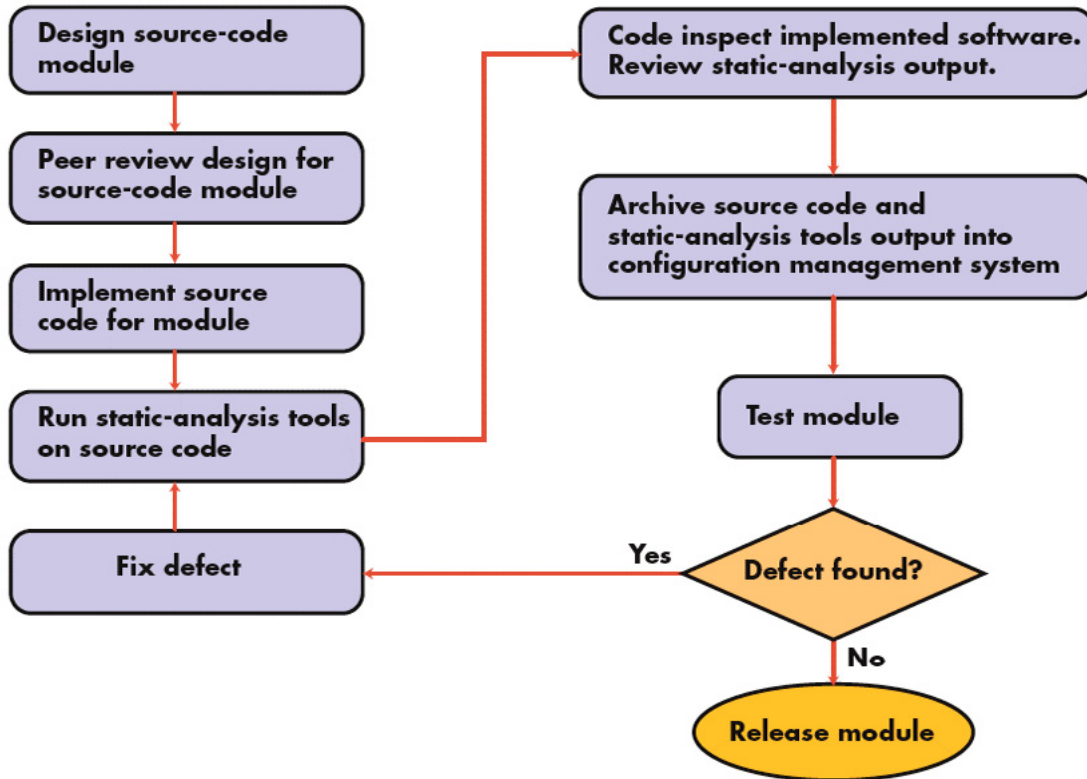 Design source-code
module
Peer review design for
source-code module
Implement source
code for module
Run static-analysis tools
on source code
Code inspect implemented software.
Review static-analysis output.
Archive source code and
static-analysis tools output into
configuration management system
Test module
Defect found?
Yes
Fix defect
No
Release module